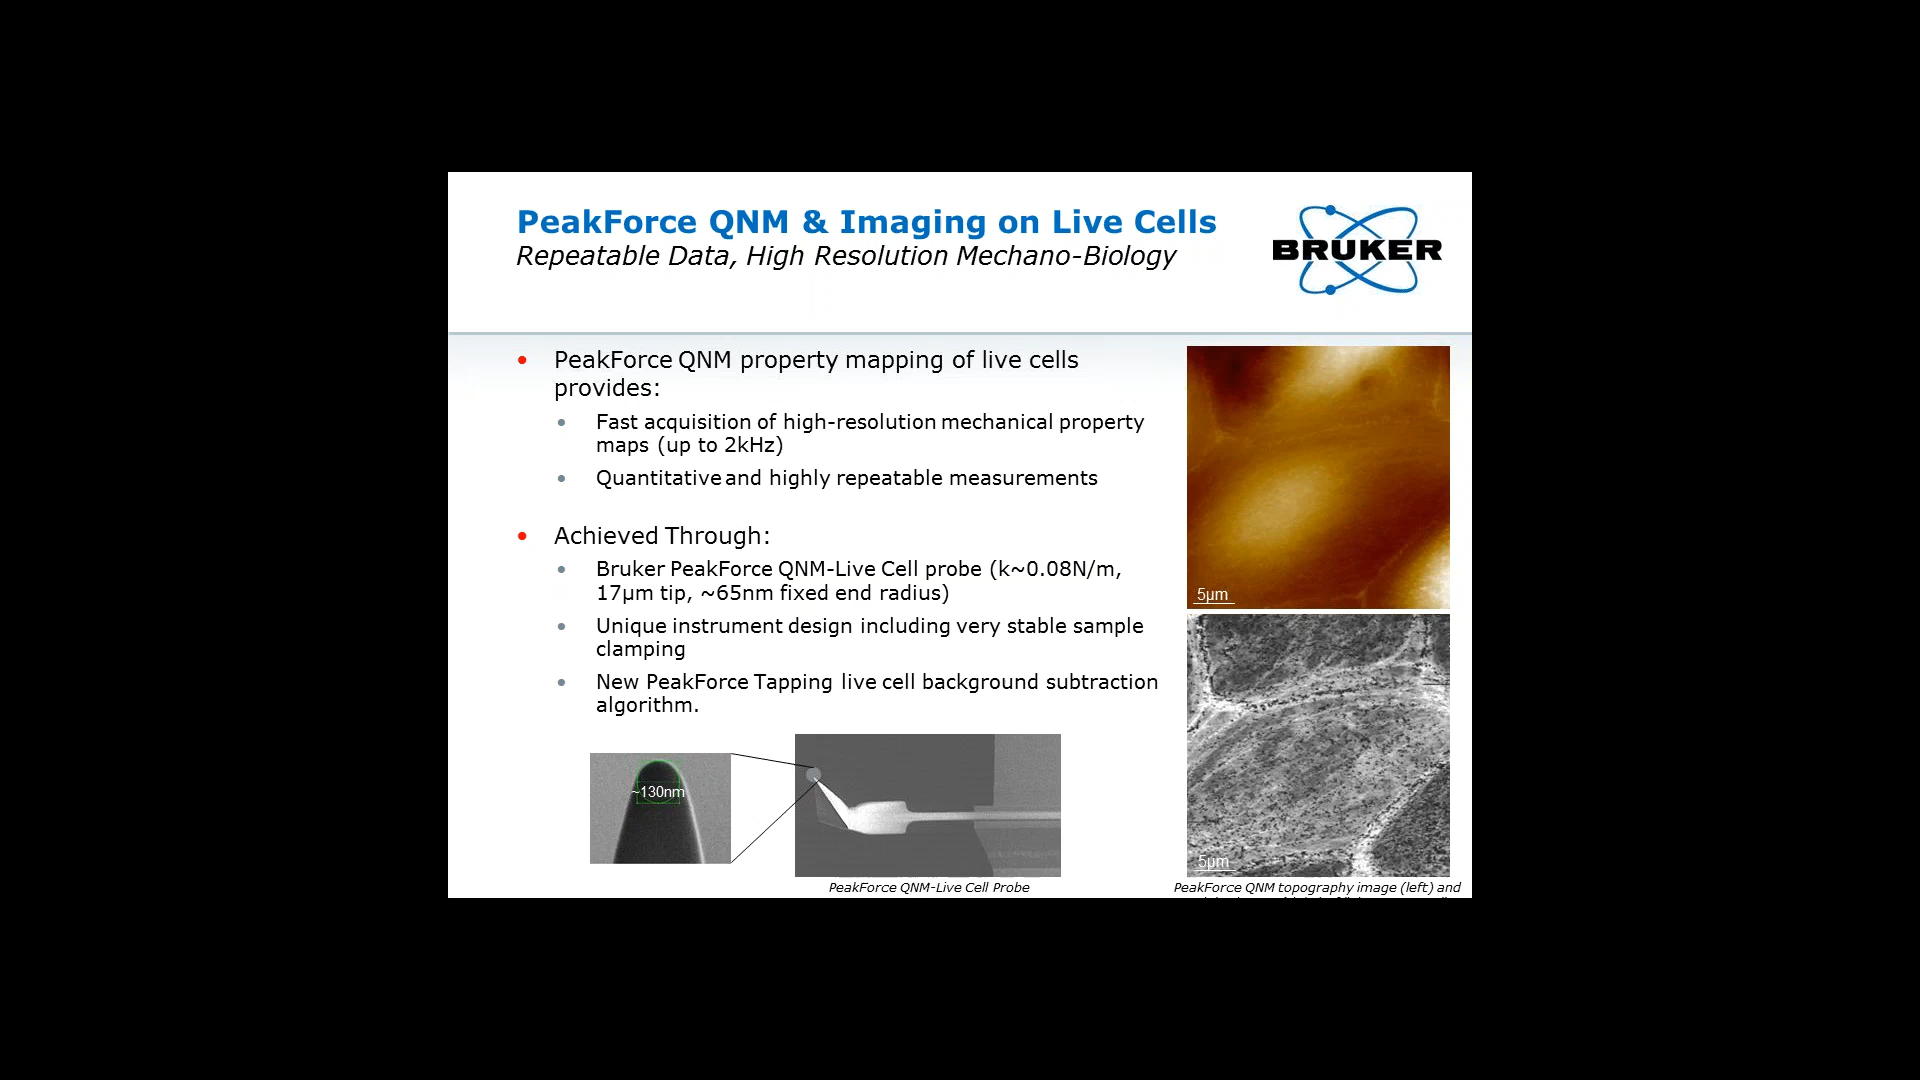 PeakForce QNM & Imaging on Live Cells
Repeatable Data, High Resolution Mechano-Biology
BRUKER
PeakForce QNM property mapping of live cells
provides:
Fast acquisition of high-resolution mechanical property
maps (up to 2kHz)
Quantitative and highly repeatable measurements
Achieved Through:
Bruker PeakForce QNM-Live Cell probe (k~0.08N/m,
17µm tip, ~65nm fixed end radius)
Unique instrument design including very stable sample
clamping
New PeakForce Tapping live cell background subtraction
algorithm.
~130nm
PeakForce QNM-Live Cell Probe
5µm
5µm
PeakForce QNM topography image (left) and